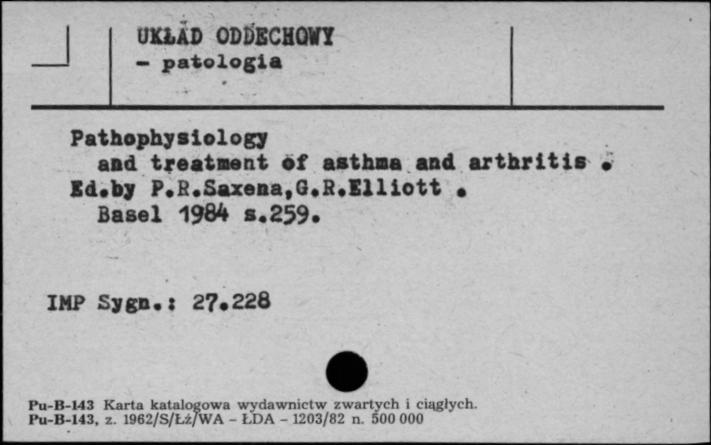 UKŁAD ODDECHOWY
- patologia
Pathophysiology
and treatment of asthma and arthritis .
Ed.by P.R.Saxena,G.R.Elliott .
Basel 1984 s.259.
IMP Sygn.: 27.228
Pu-B-143 Karta katalogowa wydawnictw zwartych i ciągłych.
Pu-B-143, z. 1962/S/Łź/WA – ŁDA – 1203/82 n. 500 000